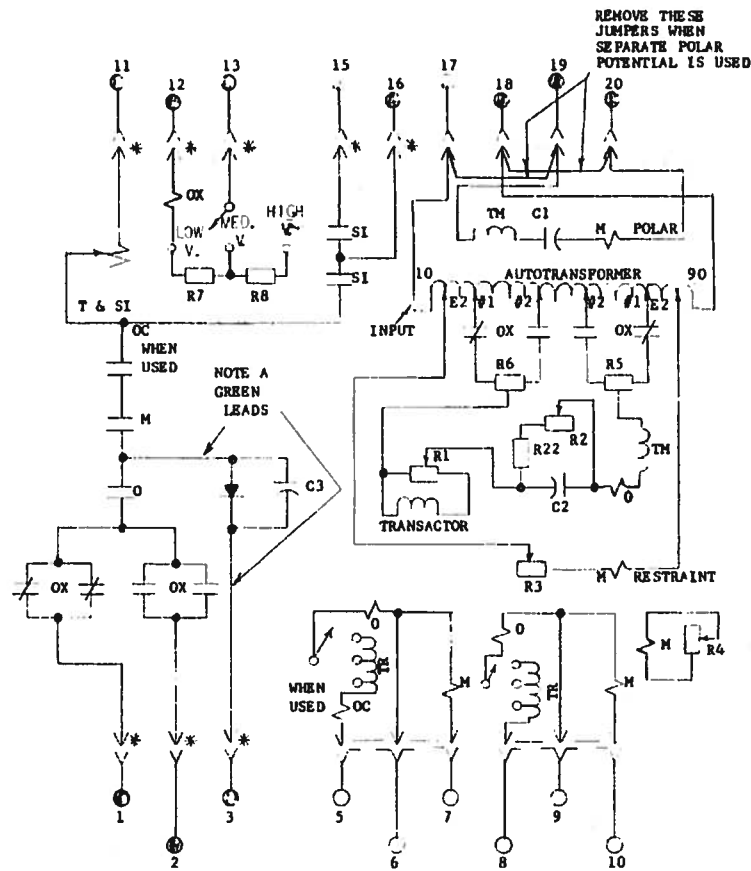 REMOVE THESE
JUMPERS WHEN
SEPARATE POLAR
POTENTIAL IS USED
11
12
13
15
16
17
18
19
20
*
*
*
*
*
OX
LOW
V.
MED.
V.
HIGH
V.
R7
R8
SI
SI
TM
C1
M
POLAR
10
AUTOTRANSFORMER
90
E2
#1
#2
#2
#1
E2
INPUT
OX
OX
R6
R5
T & SI
OC
WHEN
USED
M
NOTE A
GREEN
LEADS
O
C3
OX
OX
R1
R22
R2
C2
O
TM
TRANSACTOR
R3
M
RESTRAINT
O
TR
WHEN
USED
OC
M
O
TR
M
M
R4
*
*
*
1
2
3
5
6
7
8
9
10